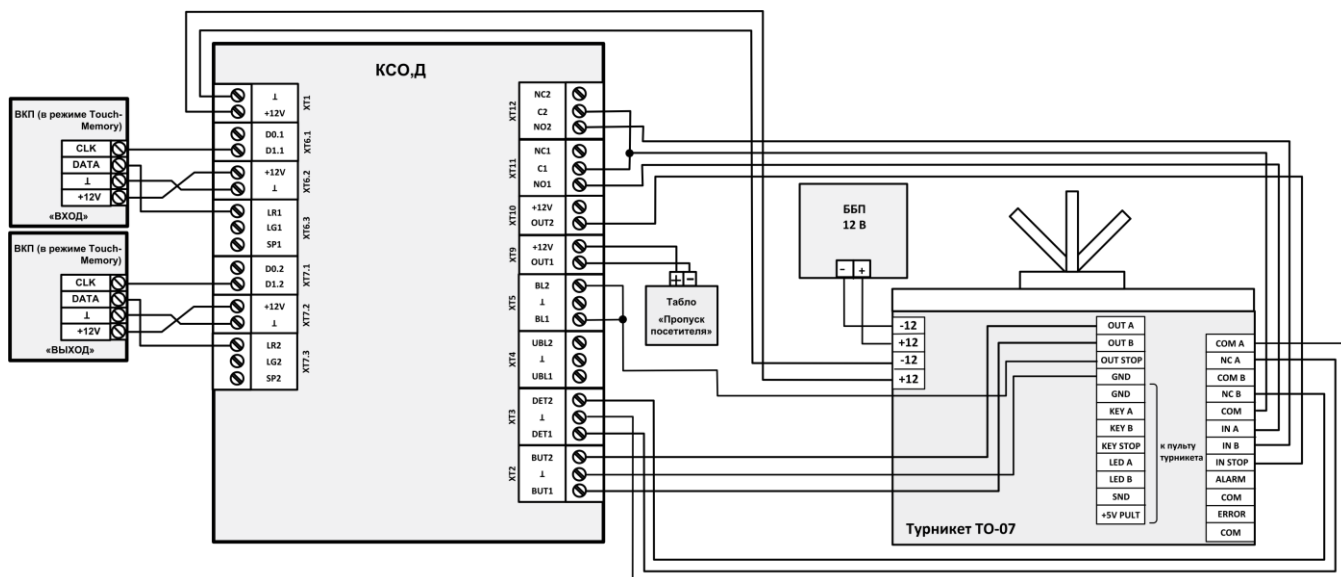 КСО,Д
ВКП (в режиме Touch-
Memory)
CLK
DATA
⊥
+12V
«ВХОД»
ВКП (в режиме Touch-
Memory)
CLK
DATA
⊥
+12V
«ВЫХОД»
⊥
+12V
XT1
D0.1
D1.1
XT6.1
+12V
⊥
XT6.2
LR1
LG1
SP1
XT6.3
D0.2
D1.2
XT7.1
+12V
⊥
XT7.2
LR2
LG2
SP2
XT7.3
XT12
NC2
C2
NO2
XT11
NC1
C1
NO1
XT10
+12V
OUT2
XT9
+12V
OUT1
XT5
BL2
⊥
BL1
XT4
UBL2
⊥
UBL1
XT3
DET2
⊥
DET1
XT2
BUT2
⊥
BUT1
+ −
Табло
«Пропуск
посетителя»
ББП
12 В
- +
-12
+12
-12
+12
OUT A
OUT B
OUT STOP
GND
GND
KEY A
KEY B
KEY STOP
LED A
LED B
SND
+5V PULT
к пульту
турникета
COM A
NC A
COM B
NC B
COM
IN A
IN B
IN STOP
ALARM
COM
ERROR
COM
Турникет ТО-07